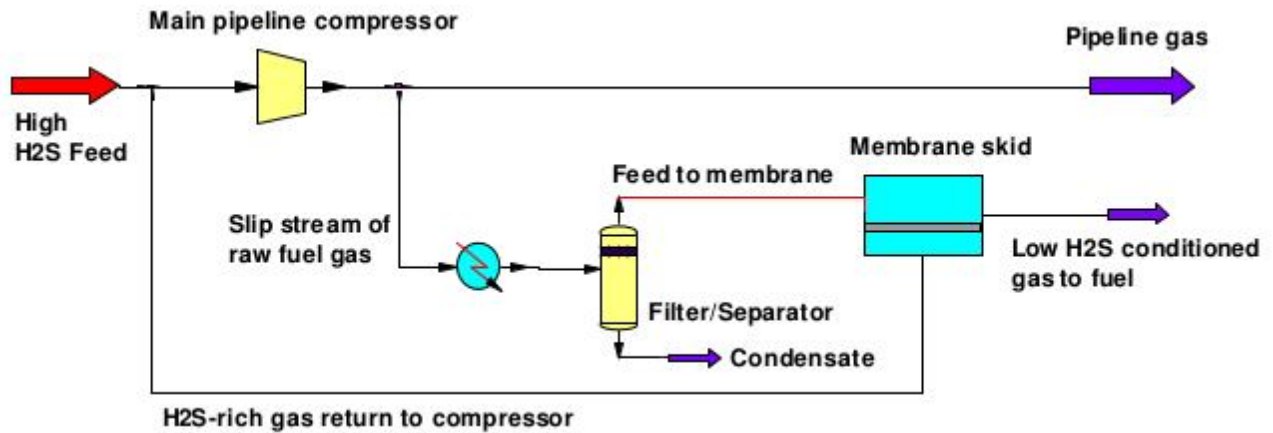 Main pipeline compressor
Pipeline gas
High
H2S Feed
Membrane skid
Feed to membrane
Slip stream of
raw fuel gas
Low H2S conditioned
gas to fuel
Filter/Separator
Condensate
H2S-rich gas return to compressor